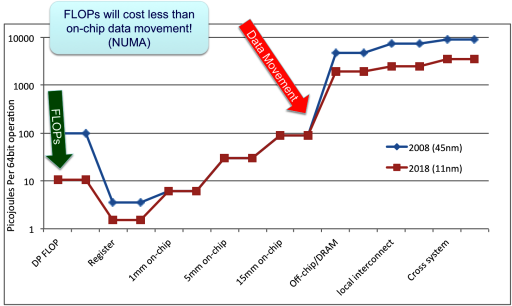 FLOPs will cost less than
on-chip data movement!
(NUMA)
Picojoules Per 64bit operation
10000
1000
100
10
1
FLOPs
Data Movement
2008 (45nm)
2018 (11nm)
DP FLOP
Register
1mm on-chip
5mm on-chip
15mm on-chip
Off-chip/DRAM
local interconnect
Cross system